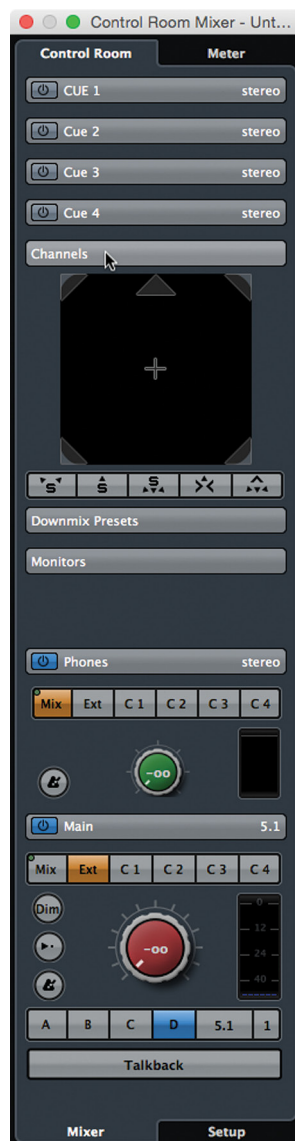 Control Room Mixer - Unt...
Control Room Meter
CUE 1 stereo
Cue 2 stereo
Cue 3 stereo
Cue 4 stereo
Channels
S S S
Downmix Presets
Monitors
Phones stereo
Mix Ext C 1 C 2 C 3 C 4
-oo
Main 5.1
Mix Ext C 1 C 2 C 3 C 4
Dim
0
12
-oo
24
40
A B C D 5.1 1
Talkback
Mixer Setup